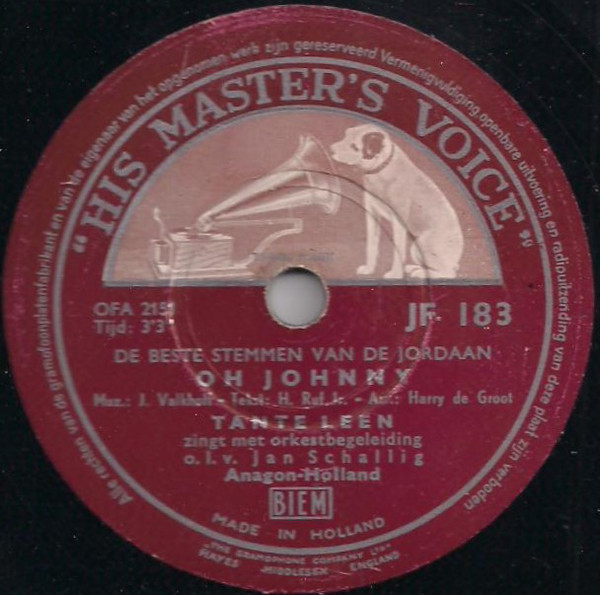 Alle rechten van de gramofoonplatenfabrikant en van de eigenaar van het opgenomen werk zijn gereserveerd Vermenigvuldiging, openbare uitvoering en radiouitzending van deze plaat zijn verboden
"HIS MASTER'S VOICE"
OFA 2151
Tijd: 3'3"
JF. 183
DE BESTE STEMMEN VAN DE JORDAAN
OH JOHNNY
Muz.: J. Valkhoff - Tekst: H. Ruf. Jr. - Arr.: Harry de Groot
TANTE LEEN
zingt met orkestbegeleiding
o.l.v. Jan Schallig
Anagon-Holland
BIEM
MADE IN HOLLAND
"THE GRAMOPHONE COMPANY LTD"
HAYES MIDDLESEX ENGLAND